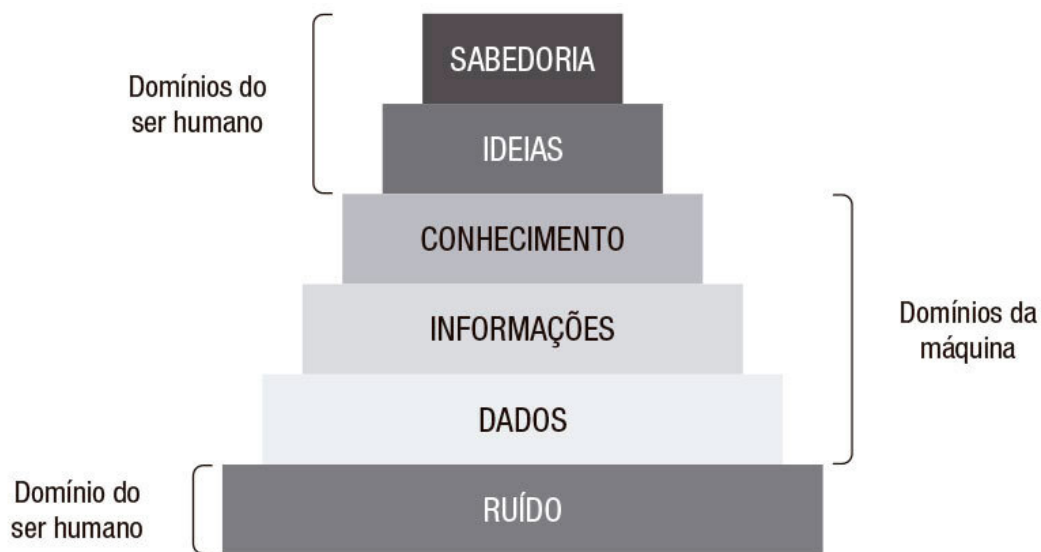 SABEDORIA
Domínios do
ser humano
IDEIAS
CONHECIMENTO
INFORMAÇÕES
Domínios da
máquina
DADOS
Domínio do
ser humano
RUÍDO